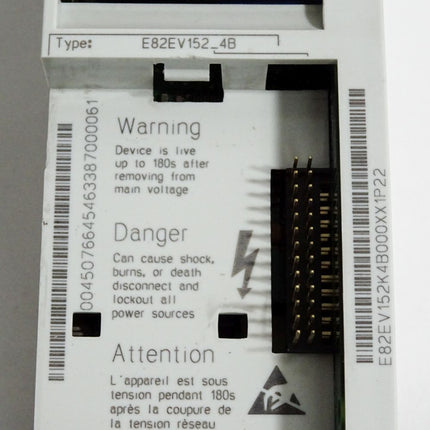 Type: E82EV152_4B
Warning
Device is live
up to 180s after
removing from
main voltage
Danger
Can cause shock,
burns, or death
disconnect and
lockout all
power sources
Attention
L'appareil est sous
tension pendant 180s
après la coupure de
la tension réseau
0045076645463387000061
E82EV152K4B000XX1P22